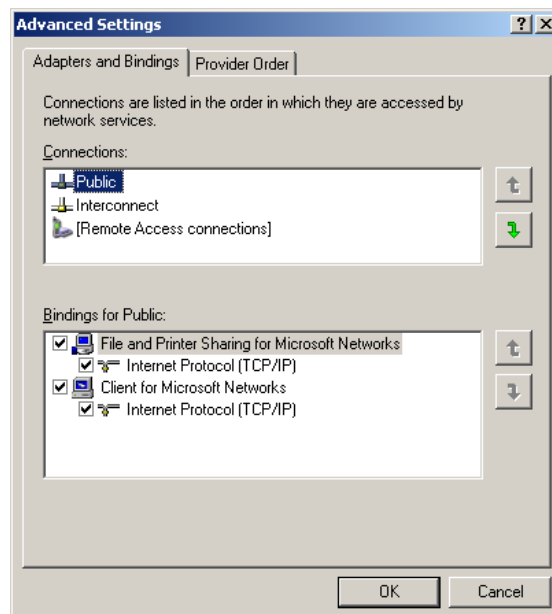 Advanced Settings
Adapters and Bindings
Provider Order
Connections are listed in the order in which they are accessed by
network services.
Connections:
Public
Interconnect
[Remote Access connections]
Bindings for Public:
File and Printer Sharing for Microsoft Networks
Internet Protocol (TCP/IP)
Client for Microsoft Networks
Internet Protocol (TCP/IP)
OK
Cancel